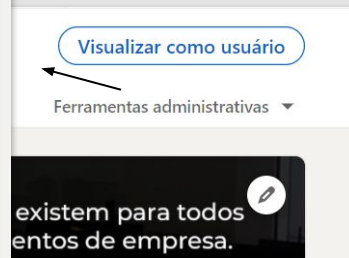 Visualizar como usuário
Ferramentas administrativas
existem para todos
entos de empresa.